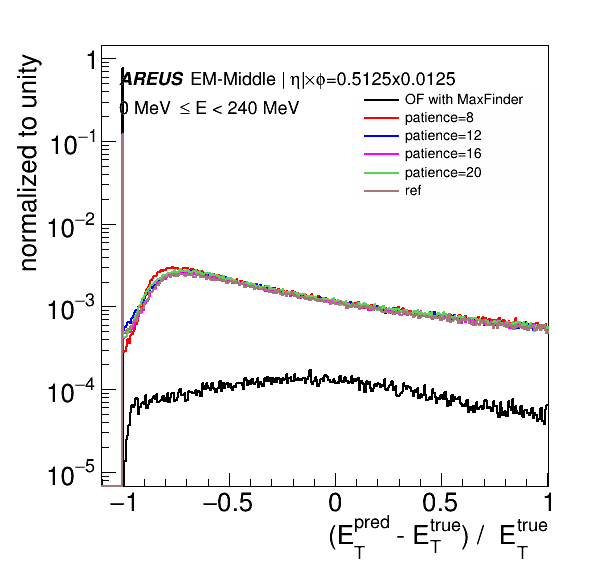 AREUS EM-Middle | η|×ϕ=0.5125x0.0125
0 MeV ≤ E < 240 MeV
OF with MaxFinder
patience=8
patience=12
patience=16
patience=20
ref
normalized to unity
1
10⁻¹
10⁻²
10⁻³
10⁻⁴
10⁻⁵
−1 −0.5 0 0.5 1
(E_T^pred - E_T^true) / E_T^true